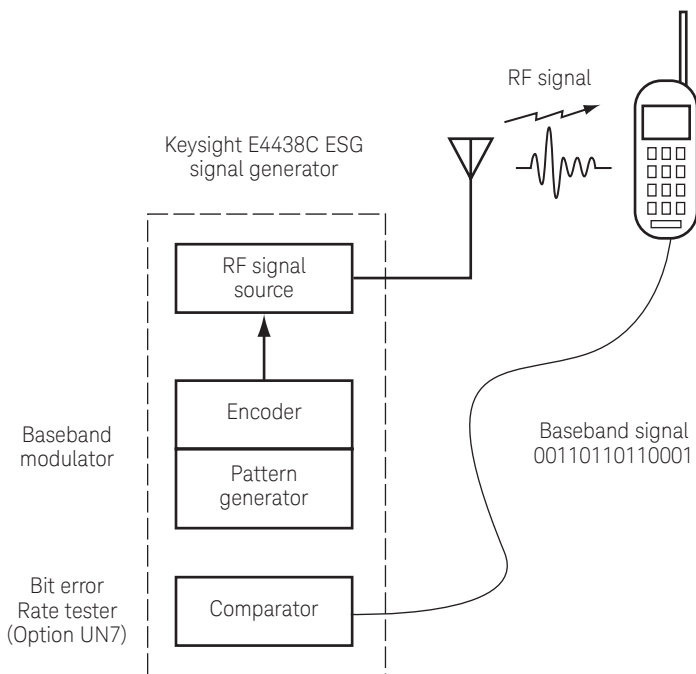 RF signal
Keysight E4438C ESG
signal generator
RF signal
source
Encoder
Baseband
modulator
Pattern
generator
Baseband signal
00110110110001
Bit error
Rate tester
(Option UN7)
Comparator